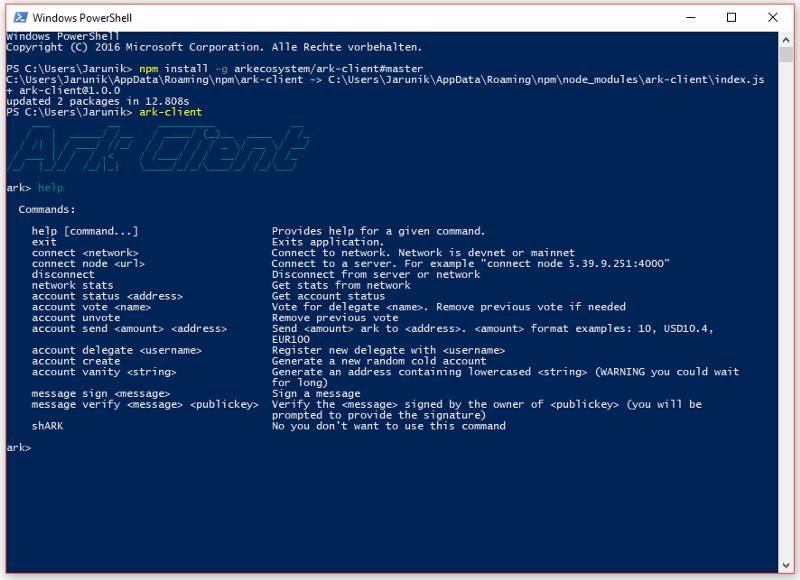 Windows PowerShell
Windows PowerShell
Copyright (C) 2016 Microsoft Corporation. Alle Rechte vorbehalten.
PS C:\Users\Jarunik> npm install -g arkecosystem/ark-client#master
C:\Users\Jarunik\AppData\Roaming\npm\ark-client -> C:\Users\Jarunik\AppData\Roaming\npm\node_modules\ark-client\index.js
+ ark-client@1.0.0
updated 2 packages in 12.808s
PS C:\Users\Jarunik> ark-client
Ark Client
ark> help
Commands:
help [command...] Provides help for a given command.
exit Exits application.
connect <network> Connect to network. Network is devnet or mainnet
connect node <url> Connect to a server. For example "connect node 5.39.9.251:4000"
disconnect Disconnect from server or network
network stats Get stats from network
account status <address> Get account status
account vote <name> Vote for delegate <name>. Remove previous vote if needed
account unvote Remove previous vote
account send <amount> <address> Send <amount> ark to <address>. <amount> format examples: 10, USD10.4,
EUR100
account delegate <username> Register new delegate with <username>
account create Generate a new random cold account
account vanity <string> Generate an address containing lowercased <string> (WARNING you could wait
for long)
message sign <message> Sign a message
message verify <message> <publickey> Verify the <message> signed by the owner of <publickey> (you will be
prompted to provide the signature)
shARK No you don't want to use this command
ark>